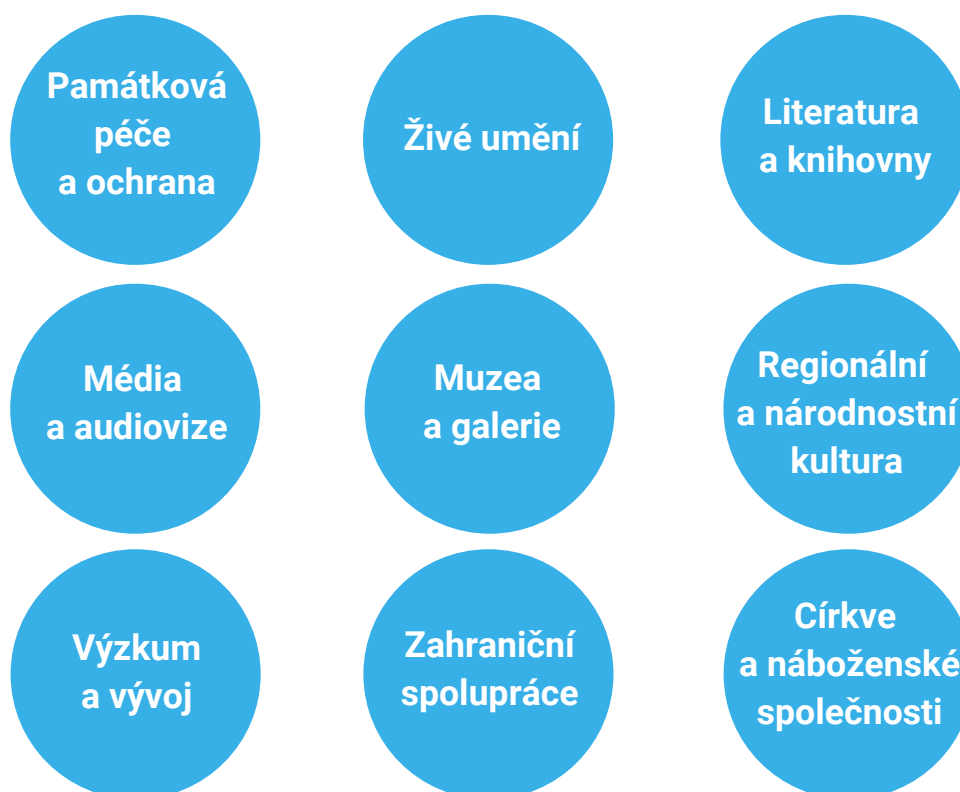 Památková
péče
a ochrana
Živé umění
Literatura
a knihovny
Média
a audiovize
Muzea
a galerie
Regionální
a národnostní
kultura
Výzkum
a vývoj
Zahraniční
spolupráce
Církve
a náboženské
společnosti